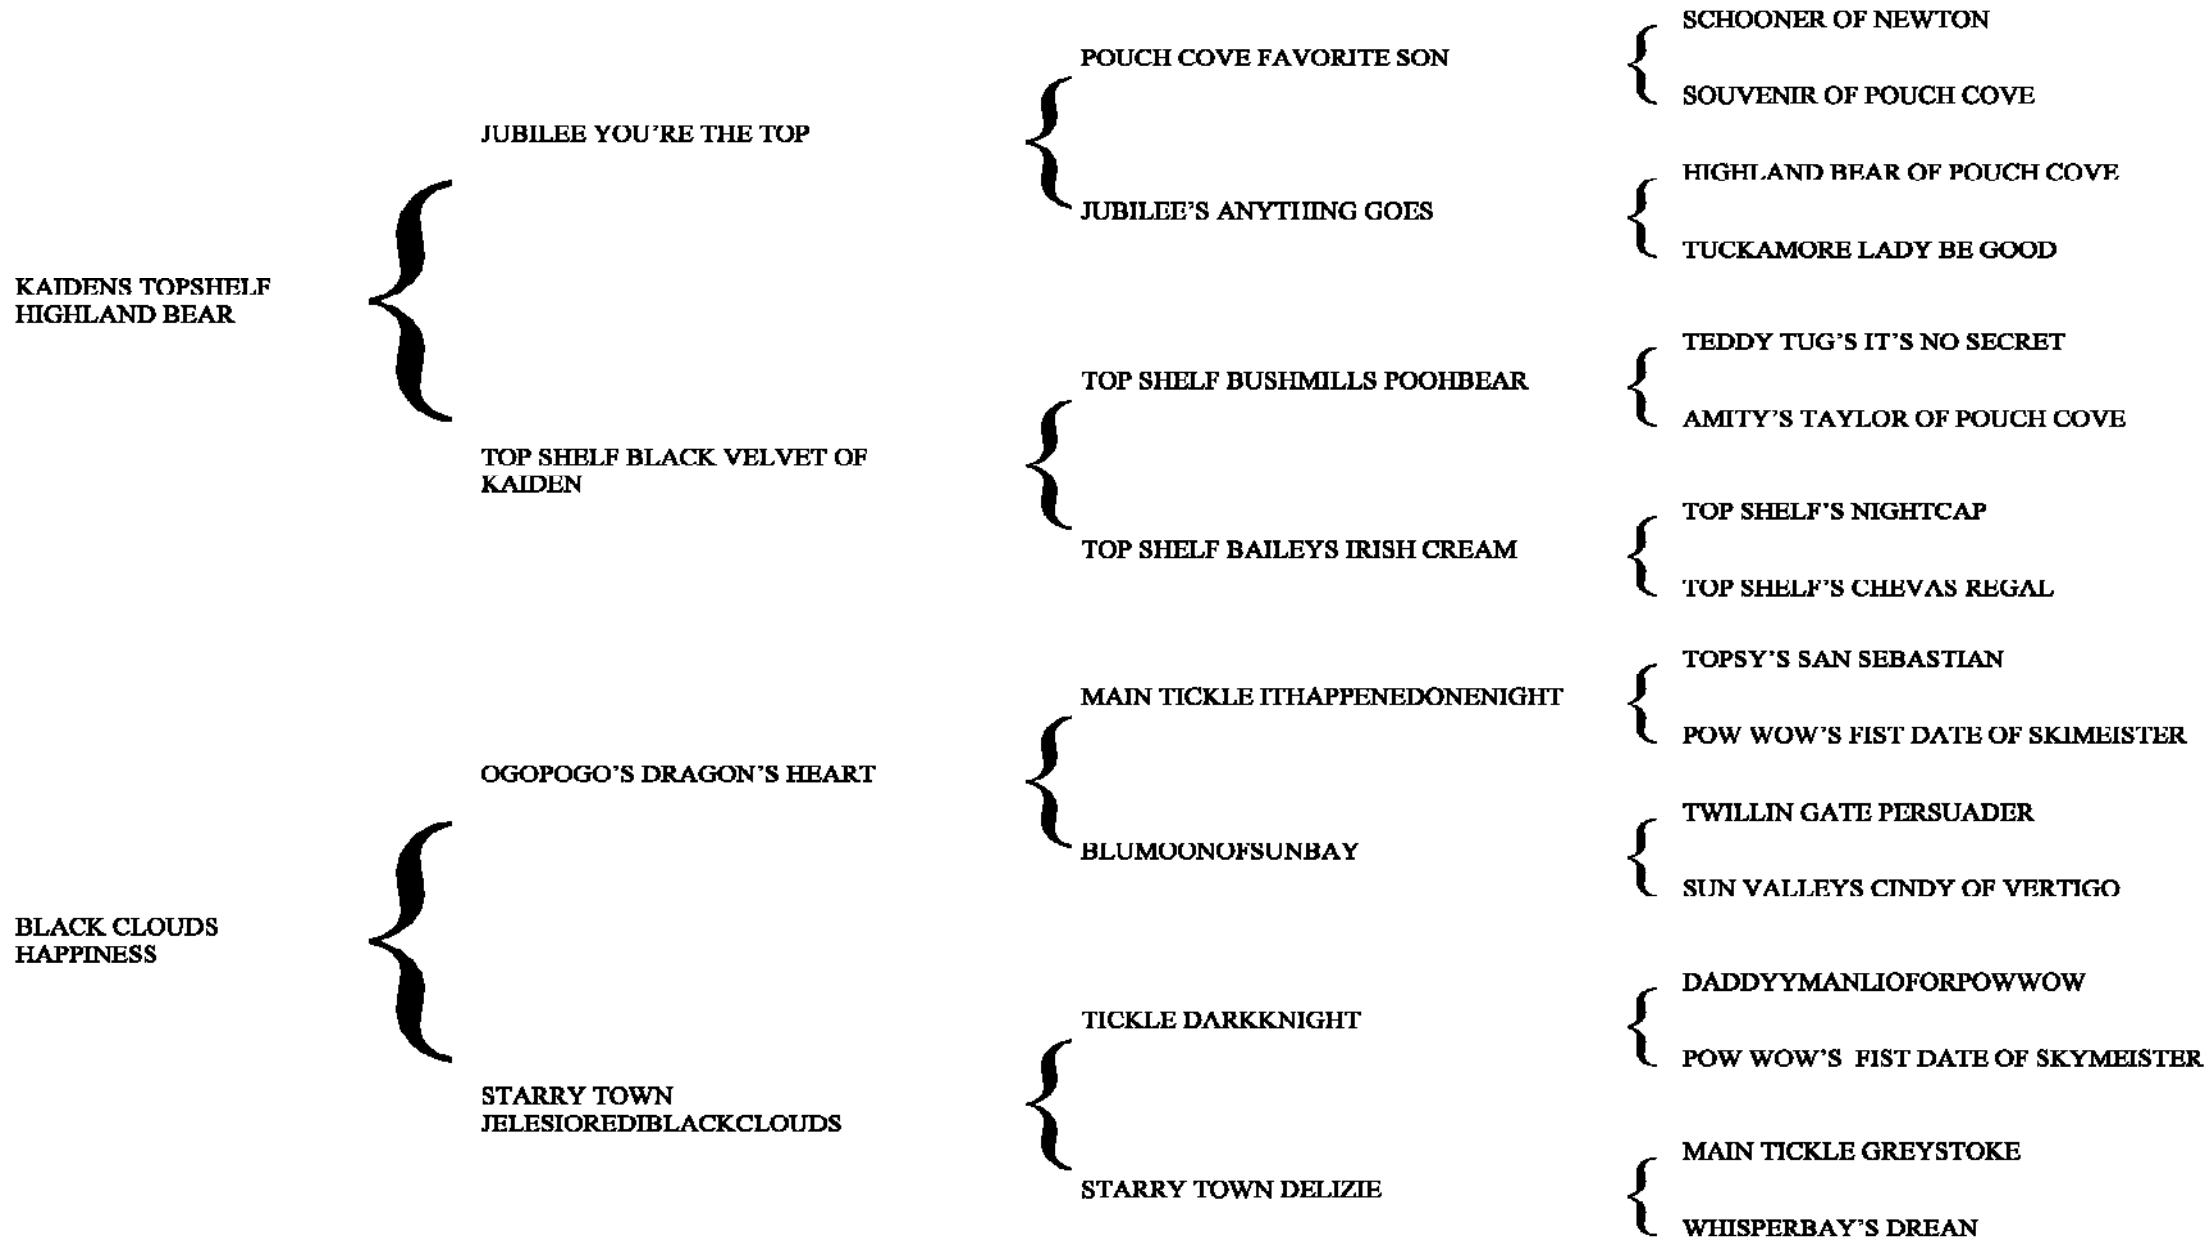 SCHOONER OF NEWTON
POUCH COVE FAVORITE SON
SOUVENIR OF POUCH COVE
JUBILEE YOU'RE THE TOP
HIGHLAND BEAR OF POUCH COVE
JUBILEE'S ANYTHING GOES
TUCKAMORE LADY BE GOOD
KAIDENS TOPSHELF
HIGHLAND BEAR
TEDDY TUG'S IT'S NO SECRET
TOP SHELF BUSHMILLS POOHBEAR
AMITY'S TAYLOR OF POUCH COVE
TOP SHELF BLACK VELVET OF
KAIDEN
TOP SHELF'S NIGHTCAP
TOP SHELF BAILEYS IRISH CREAM
TOP SHELF'S CHEVAS REGAL
TOPSY'S SAN SEBASTIAN
MAIN TICKLE ITHAPPENEDONENIGHT
POW WOW'S FIST DATE OF SKIMEISTER
OGOPOGO'S DRAGON'S HEART
TWILLIN GATE PERSUADER
BLUMOONOFSUNBAY
SUN VALLEYS CINDY OF VERTIGO
BLACK CLOUDS
HAPPINESS
DADDYYMANLIOFORPOWWOW
TICKLE DARKKNIGHT
POW WOW'S  FIST DATE OF SKYMEISTER
STARRY TOWN
JELESIOREDIBLACKCLOUDS
MAIN TICKLE GREYSTOKE
STARRY TOWN DELIZIE
WHISPERBAY'S DREAN